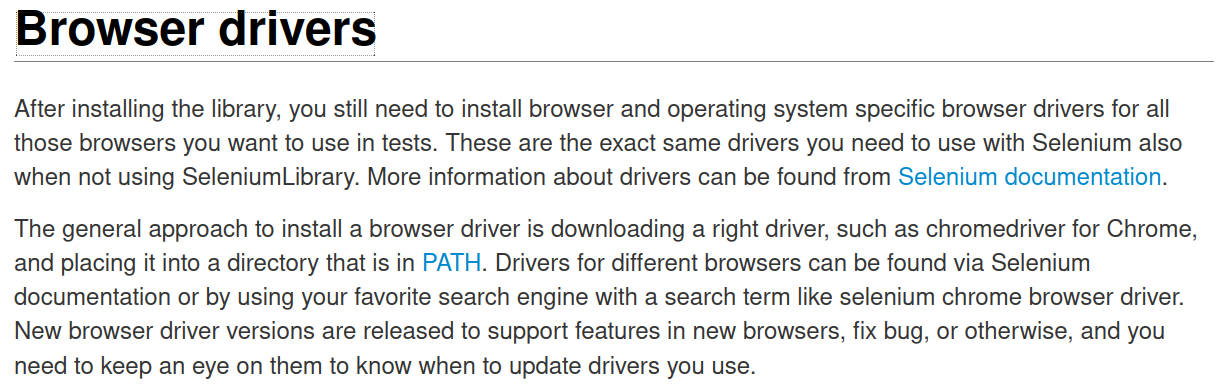 Browser drivers
After installing the library, you still need to install browser and operating system specific browser drivers for all
those browsers you want to use in tests. These are the exact same drivers you need to use with Selenium also
when not using SeleniumLibrary. More information about drivers can be found from Selenium documentation.
The general approach to install a browser driver is downloading a right driver, such as chromedriver for Chrome,
and placing it into a directory that is in PATH. Drivers for different browsers can be found via Selenium
documentation or by using your favorite search engine with a search term like selenium chrome browser driver.
New browser driver versions are released to support features in new browsers, fix bug, or otherwise, and you
need to keep an eye on them to know when to update drivers you use.